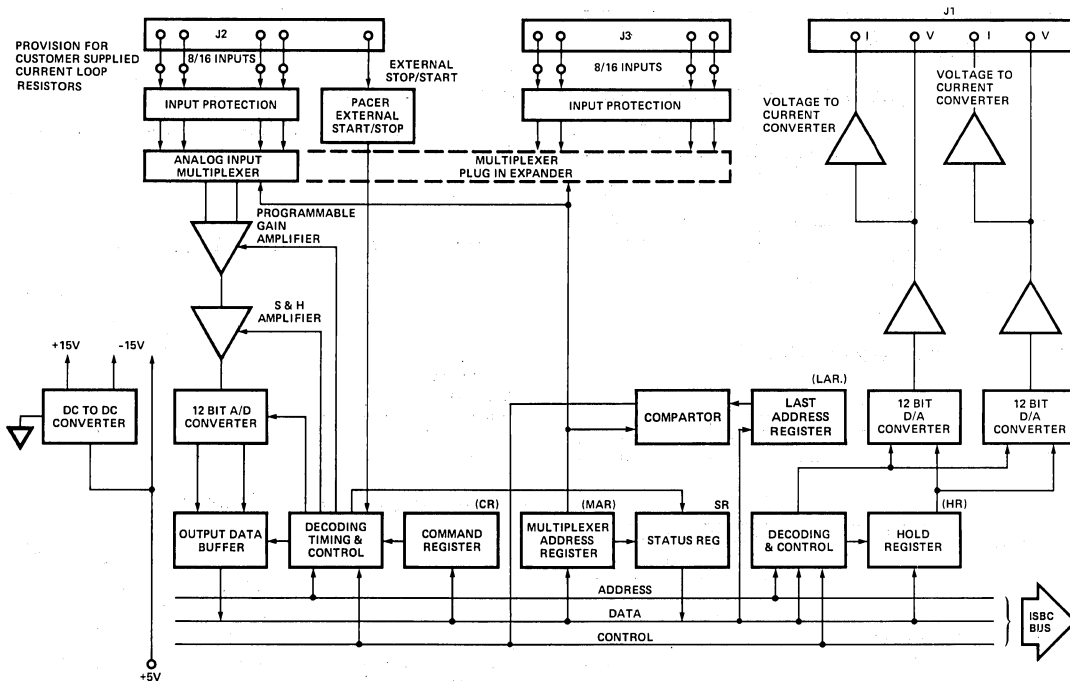 J2
J3
J1
I V I V
PROVISION FOR
CUSTOMER SUPPLIED
CURRENT LOOP
RESISTORS
8/16 INPUTS
EXTERNAL
STOP/START
8/16 INPUTS
INPUT PROTECTION
PACER
EXTERNAL
START/STOP
INPUT PROTECTION
VOLTAGE TO
CURRENT
CONVERTER
VOLTAGE TO
CURRENT
CONVERTER
ANALOG INPUT
MULTIPLEXER
MULTIPLEXER
PLUG IN EXPANDER
PROGRAMMABLE
GAIN
AMPLIFIER
S & H
AMPLIFIER
+15V
-15V
DC TO DC
CONVERTER
12 BIT A/D
CONVERTER
COMPARTOR
(LAR.)
LAST
ADDRESS
REGISTER
12 BIT
D/A
CONVERTER
12 BIT
D/A
CONVERTER
OUTPUT DATA
BUFFER
DECODING
TIMING &
CONTROL
(CR)
COMMAND
REGISTER
(MAR)
MULTIPLEXER
ADDRESS
REGISTER
SR
STATUS REG
DECODING
& CONTROL
(HR)
HOLD
REGISTER
ADDRESS
DATA
CONTROL
ISBC
BUS
+5V